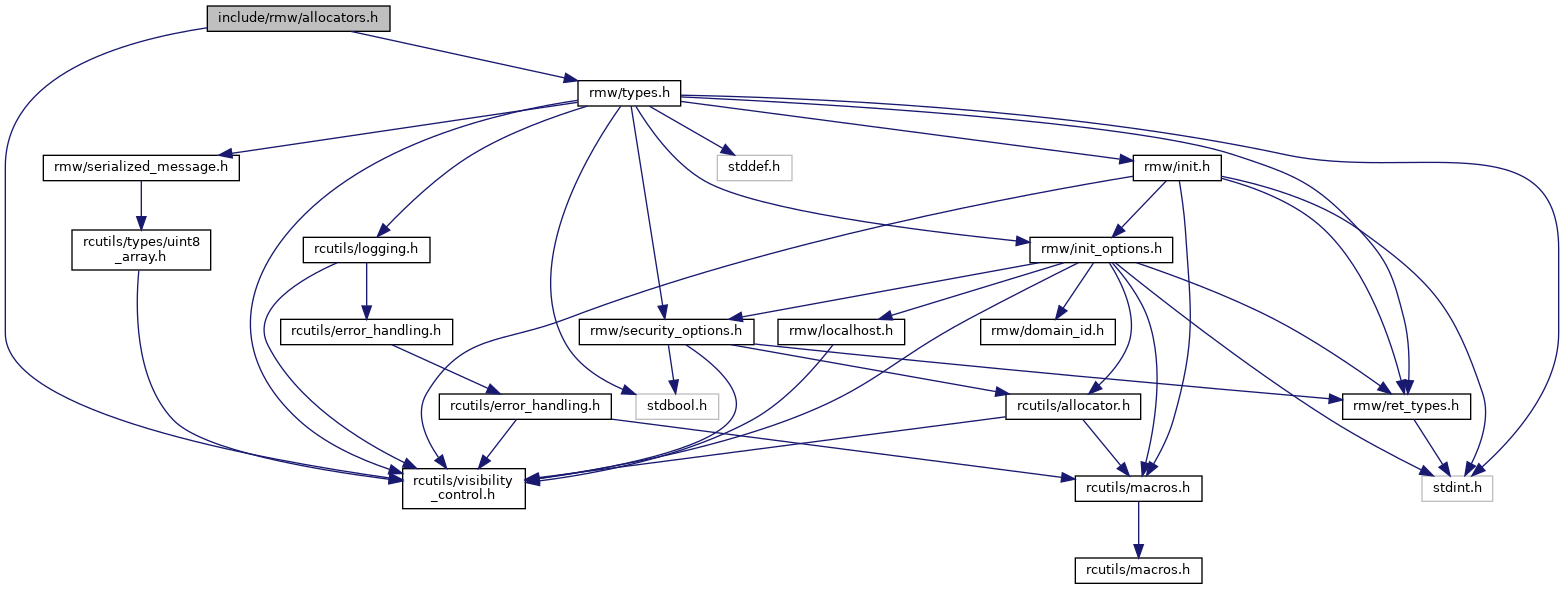 include/rmw/allocators.h
rmw/types.h
rmw/serialized_message.h
stddef.h
rmw/init.h
rcutils/types/uint8
_array.h
rcutils/logging.h
rmw/init_options.h
rcutils/error_handling.h
rmw/security_options.h
rmw/localhost.h
rmw/domain_id.h
rcutils/error_handling.h
stdbool.h
rcutils/allocator.h
rmw/ret_types.h
rcutils/visibility
_control.h
rcutils/macros.h
stdint.h
rcutils/macros.h